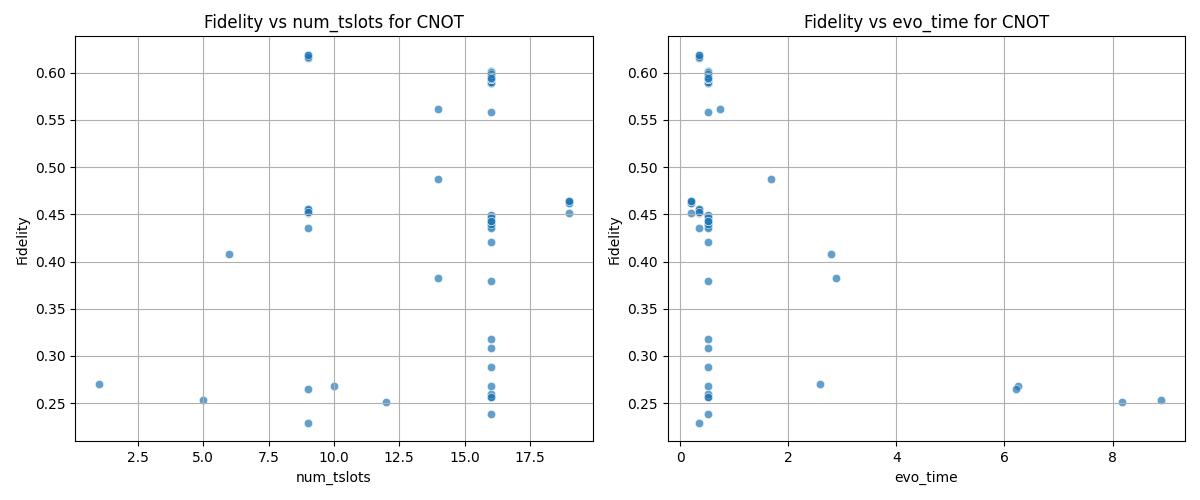 Fidelity vs num_tslots for CNOT
Fidelity
0.60
0.55
0.50
0.45
0.40
0.35
0.30
0.25
2.5 5.0 7.5 10.0 12.5 15.0 17.5
num_tslots
Fidelity vs evo_time for CNOT
Fidelity
0.60
0.55
0.50
0.45
0.40
0.35
0.30
0.25
0 2 4 6 8
evo_time